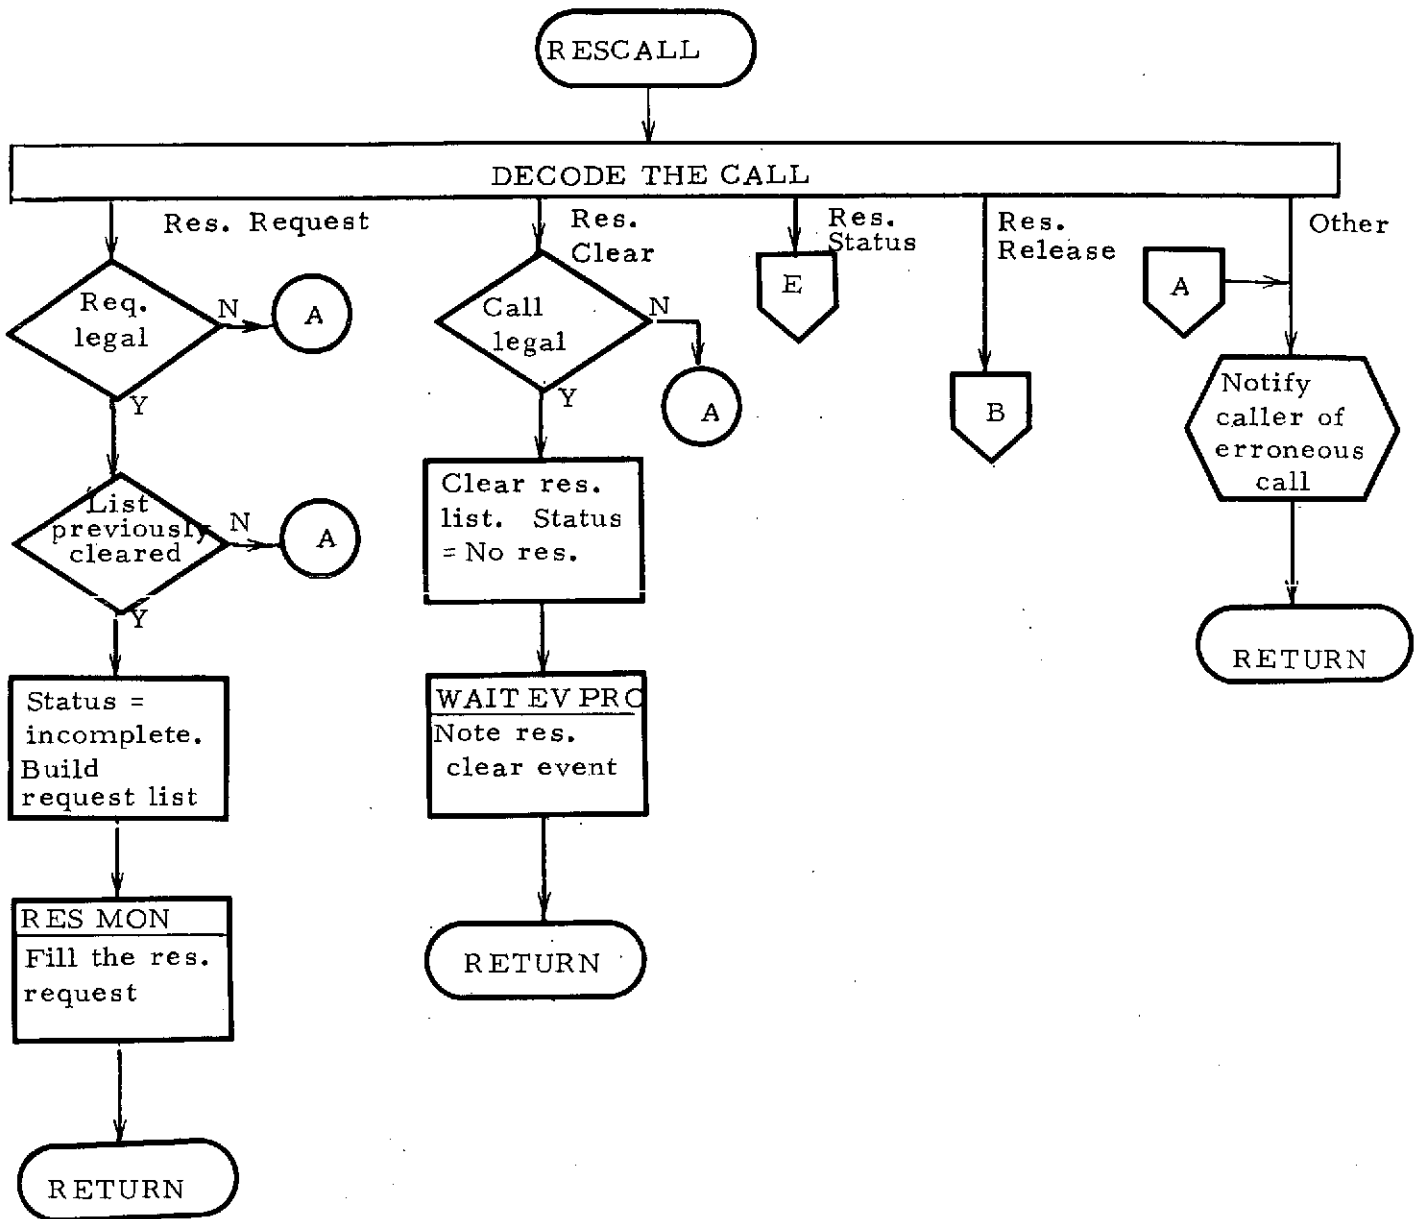 RESCALL
DECODE THE CALL
Res. Request
Res.
Clear
Res.
Status
Res.
Release
Other
Req.
legal
N
A
Y
List
previously
cleared
N
A
Y
Status =
incomplete.
Build
request list
RES MON
Fill the res.
request
RETURN
Call
legal
N
A
Y
Clear res.
list. Status
= No res.
WAIT EV PRC
Note res.
clear event
RETURN
E
B
A
Notify
caller of
erroneous
call
RETURN